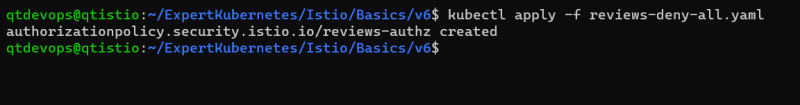 qtdevops@qtistio:~/ExpertKubernetes/Istio/Basics/v6$ kubectl apply -f reviews-deny-all.yaml
authorizationpolicy.security.istio.io/reviews-authz created
qtdevops@qtistio:~/ExpertKubernetes/Istio/Basics/v6$